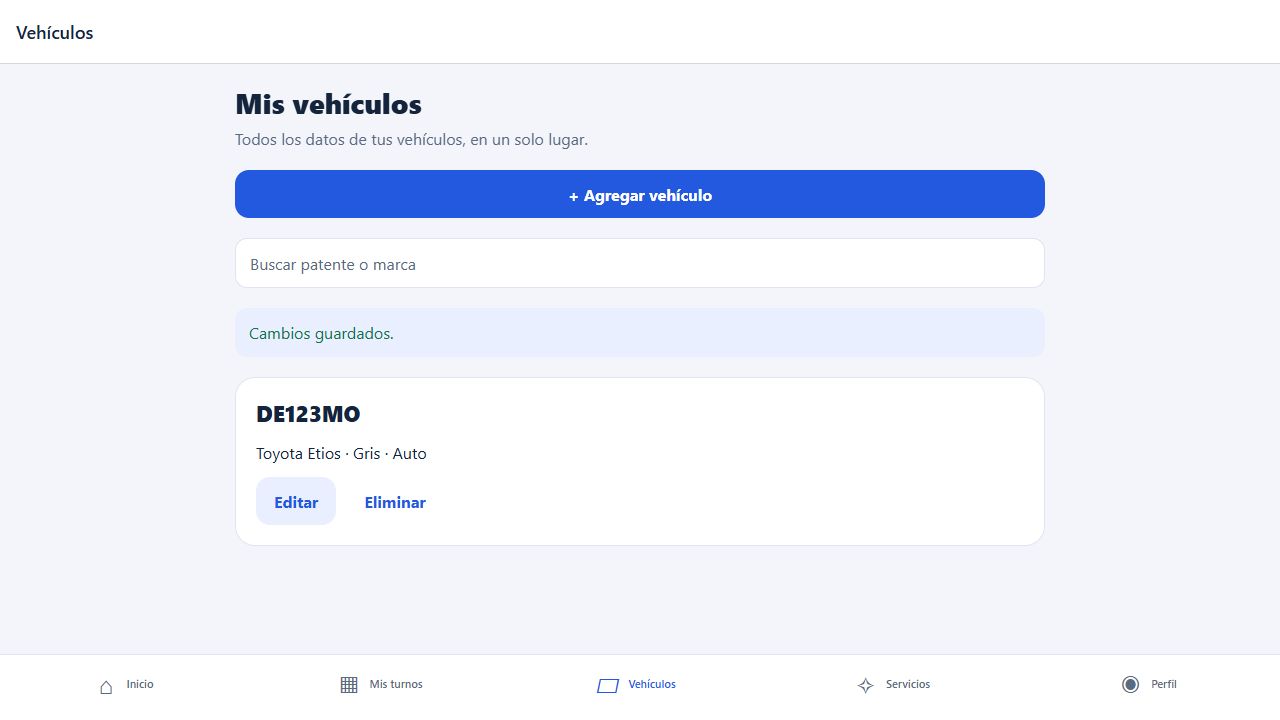 Vehículos
Mis vehículos
Todos los datos de tus vehículos, en un solo lugar.
+ Agregar vehículo
Buscar patente o marca
Cambios guardados.
DE123MO
Toyota Etios · Gris · Auto
Editar Eliminar
Inicio Mis turnos Vehículos Servicios Perfil